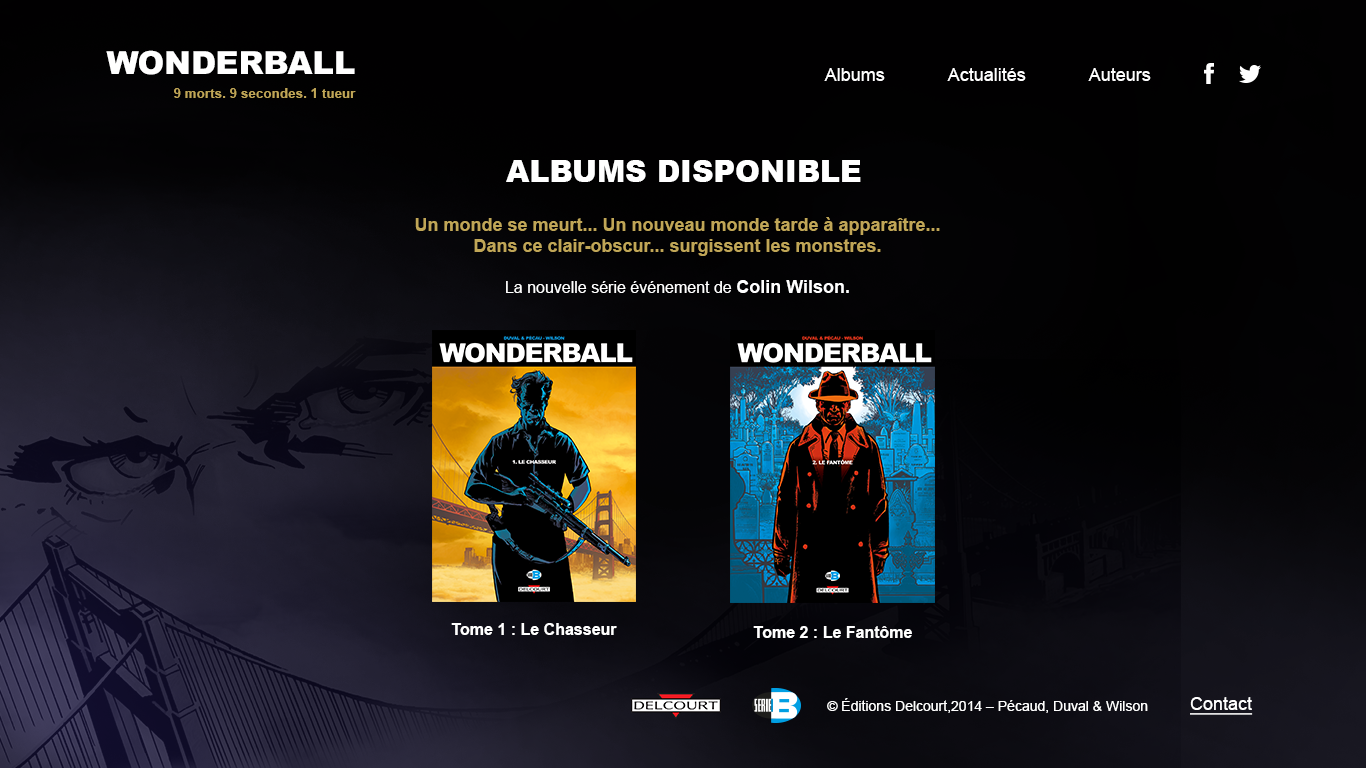 WONDERBALL
9 morts. 9 secondes. 1 tueur
Albums
Actualités
Auteurs
ALBUMS DISPONIBLE
Un monde se meurt... Un nouveau monde tarde à apparaître...
Dans ce clair-obscur... surgissent les monstres.
La nouvelle série événement de Colin Wilson.
DUVAL & PÉCAU - WILSON
WONDERBALL
1. LE CHASSEUR
B
DELCOURT
Tome 1 : Le Chasseur
DUVAL & PÉCAU - WILSON
WONDERBALL
2. LE FANTÔME
B
DELCOURT
Tome 2 : Le Fantôme
DELCOURT
SERIE B
© Éditions Delcourt,2014 – Pécaud, Duval & Wilson
Contact